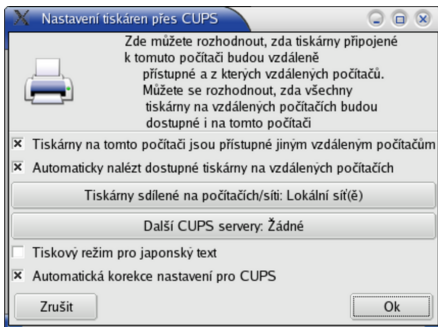 Nastavení tiskáren přes CUPS
Zde můžete rozhodnout, zda tiskárny připojené
k tomuto počítači budou vzdáleně
přístupné a z kterých vzdálených počítačů.
Můžete se rozhodnout, zda všechny
tiskárny na vzdálených počítačích budou
dostupné i na tomto počítači
Tiskárny na tomto počítači jsou přístupné jiným vzdáleným počítačům
Automaticky nalézt dostupné tiskárny na vzdálených počítačích
Tiskárny sdílené na počítačích/síti: Lokální síť(ě)
Další CUPS servery: Žádné
Tiskový režim pro japonský text
Automatická korekce nastavení pro CUPS
Zrušit
Ok